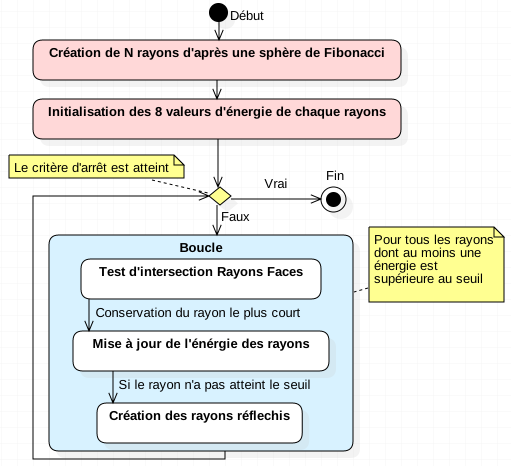 Début
Création de N rayons d'après une sphère de Fibonacci
Initialisation des 8 valeurs d'énergie de chaque rayons
Le critère d'arrêt est atteint
Vrai
Fin
Faux
Pour tous les rayons
dont au moins une
énergie est
supérieure au seuil
Boucle
Test d'intersection Rayons Faces
Conservation du rayon le plus court
Mise à jour de l'énérgie des rayons
Si le rayon n'a pas atteint le seuil
Création des rayons réflechis